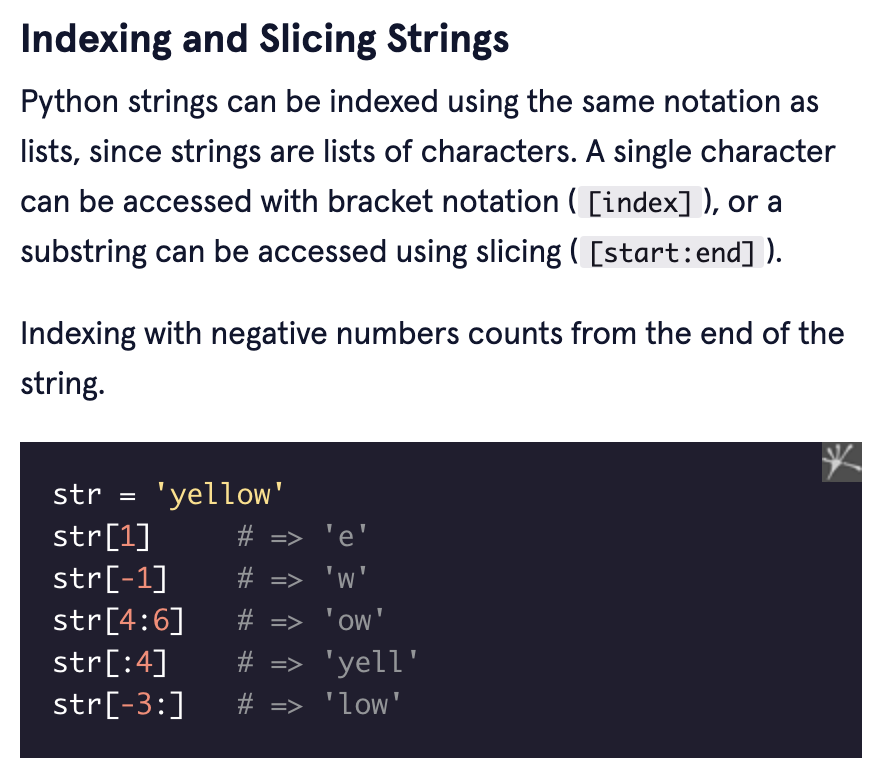 Indexing and Slicing Strings
Python strings can be indexed using the same notation as
lists, since strings are lists of characters. A single character
can be accessed with bracket notation ( [index] ), or a
substring can be accessed using slicing ( [start:end] ).
Indexing with negative numbers counts from the end of the
string.
str = 'yellow'
str[1]     # => 'e'
str[-1]    # => 'w'
str[4:6]   # => 'ow'
str[:4]    # => 'yell'
str[-3:]   # => 'low'